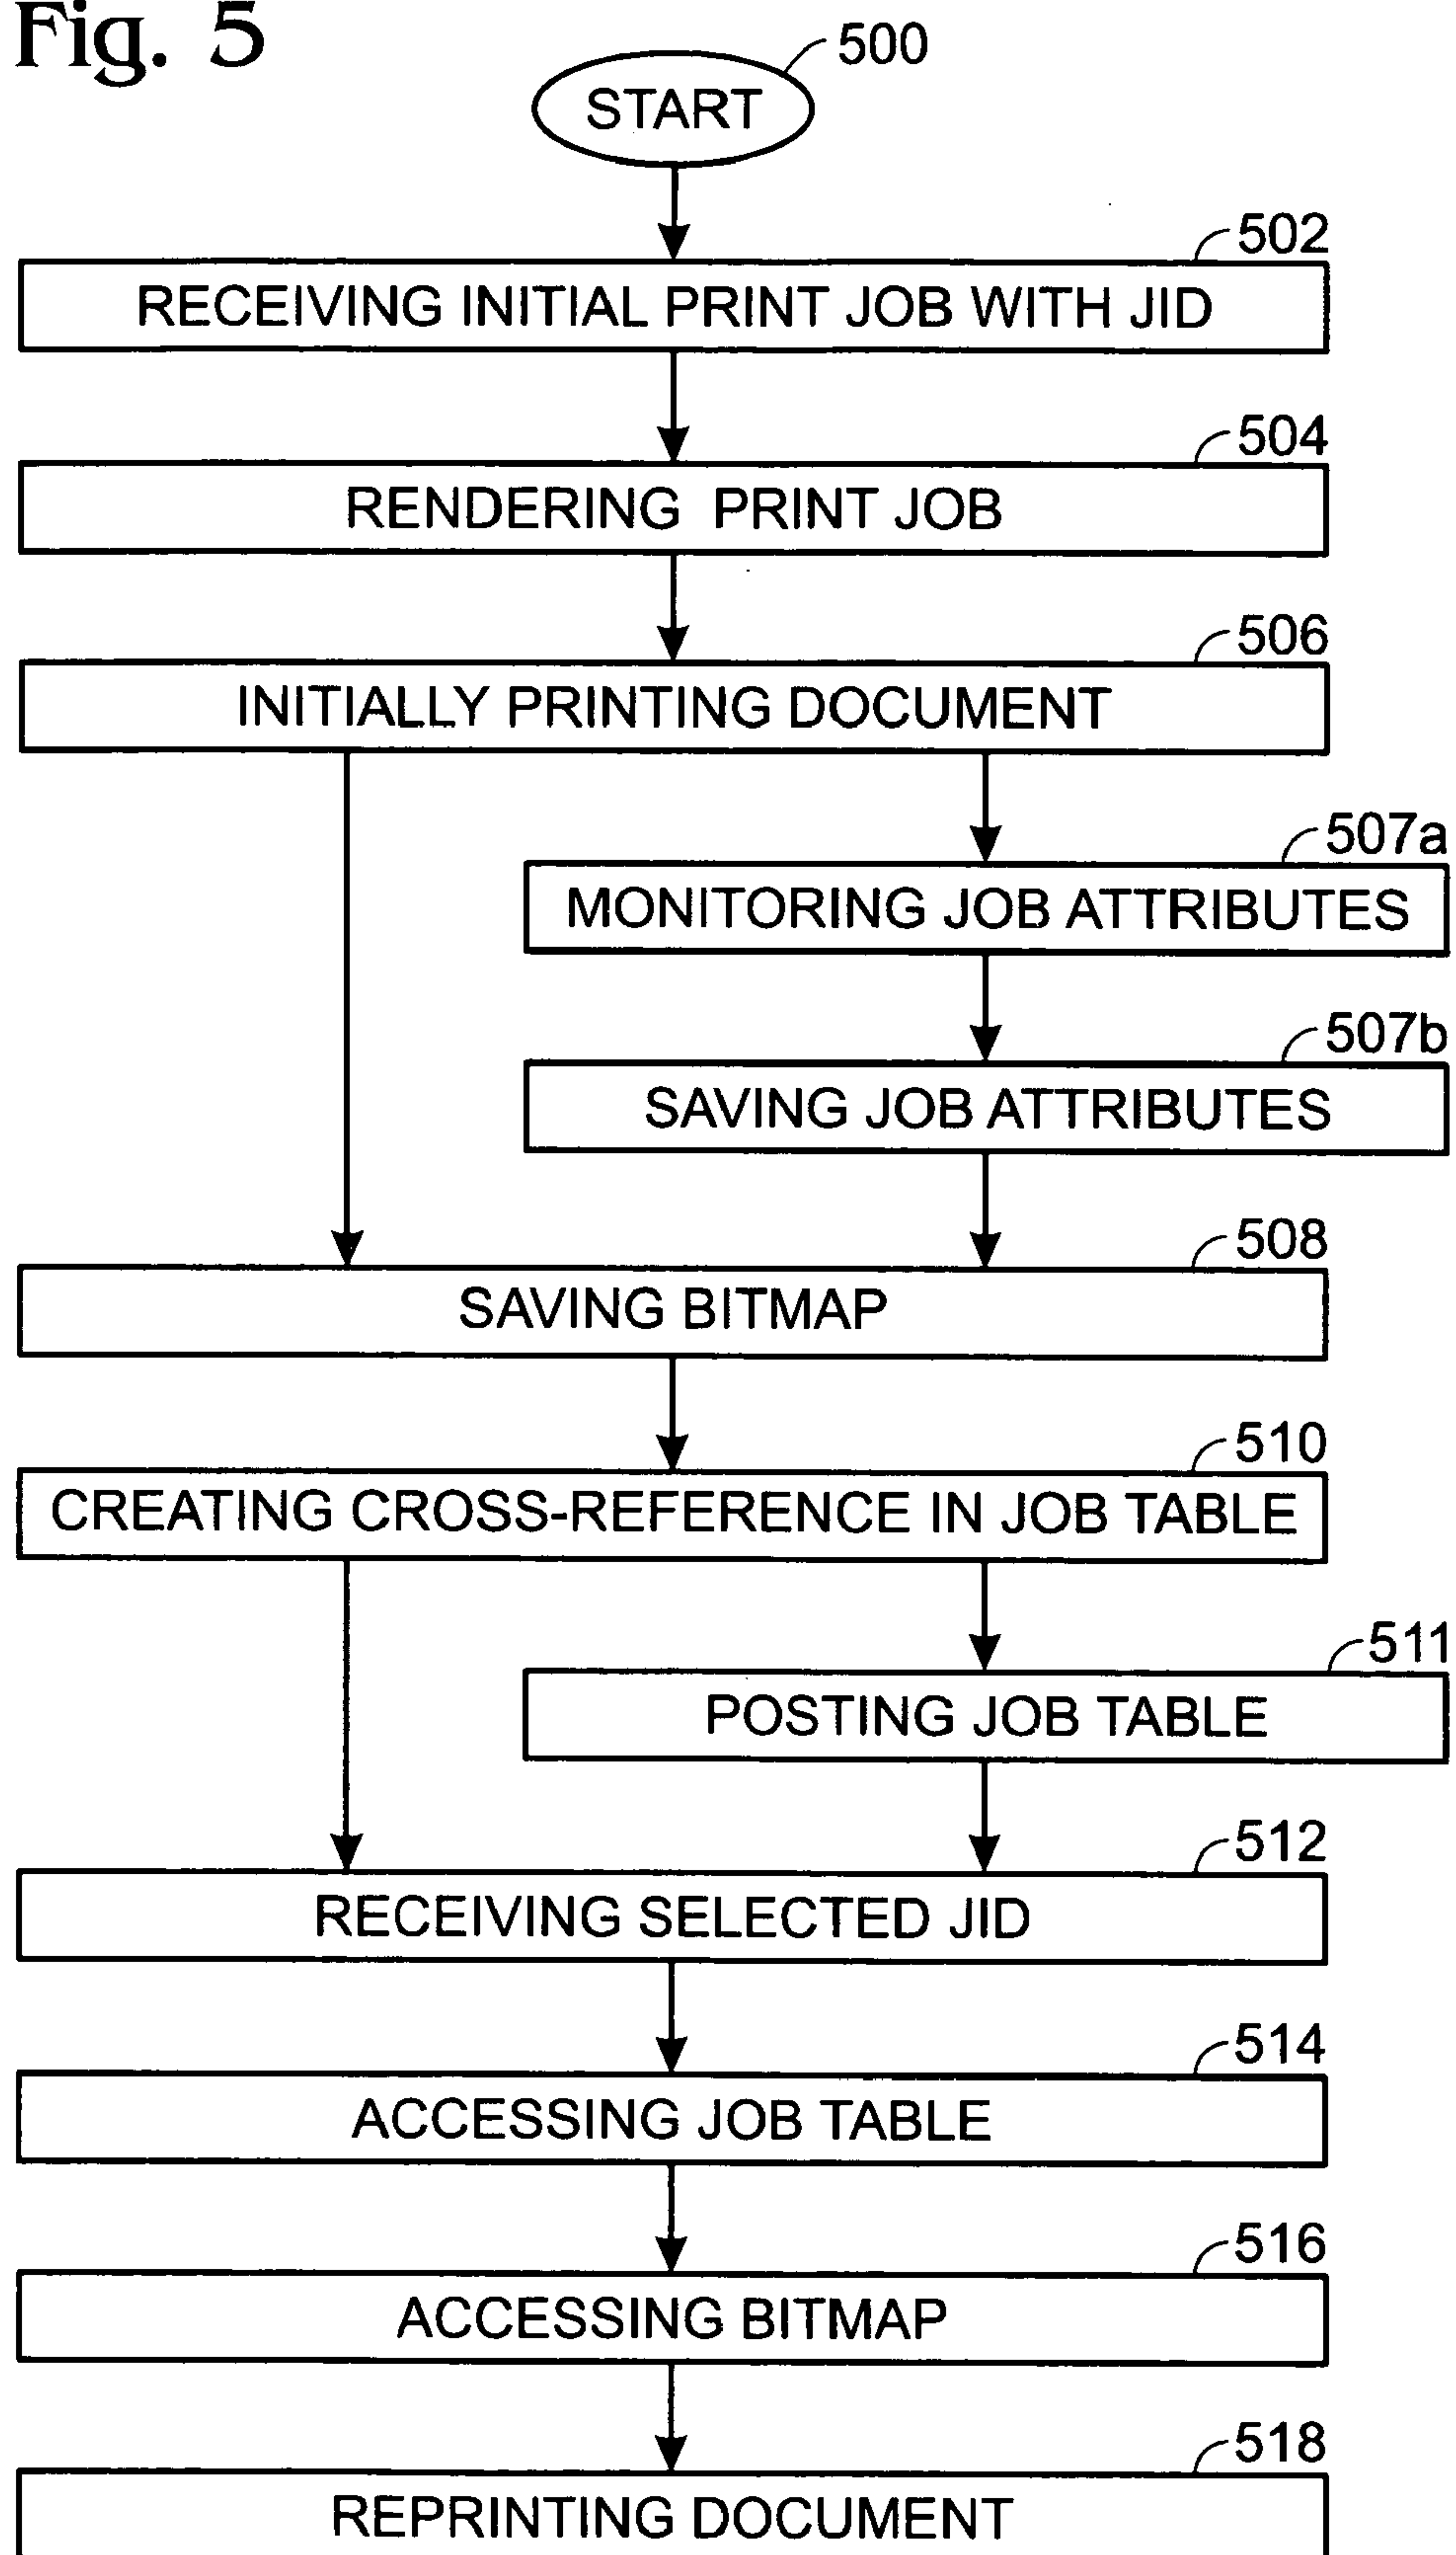 Fig. 5
500
START
502
RECEIVING INITIAL PRINT JOB WITH JID
504
RENDERING PRINT JOB
506
INITIALLY PRINTING DOCUMENT
507a
MONITORING JOB ATTRIBUTES
507b
SAVING JOB ATTRIBUTES
508
SAVING BITMAP
510
CREATING CROSS-REFERENCE IN JOB TABLE
511
POSTING JOB TABLE
512
RECEIVING SELECTED JID
514
ACCESSING JOB TABLE
516
ACCESSING BITMAP
518
REPRINTING DOCUMENT